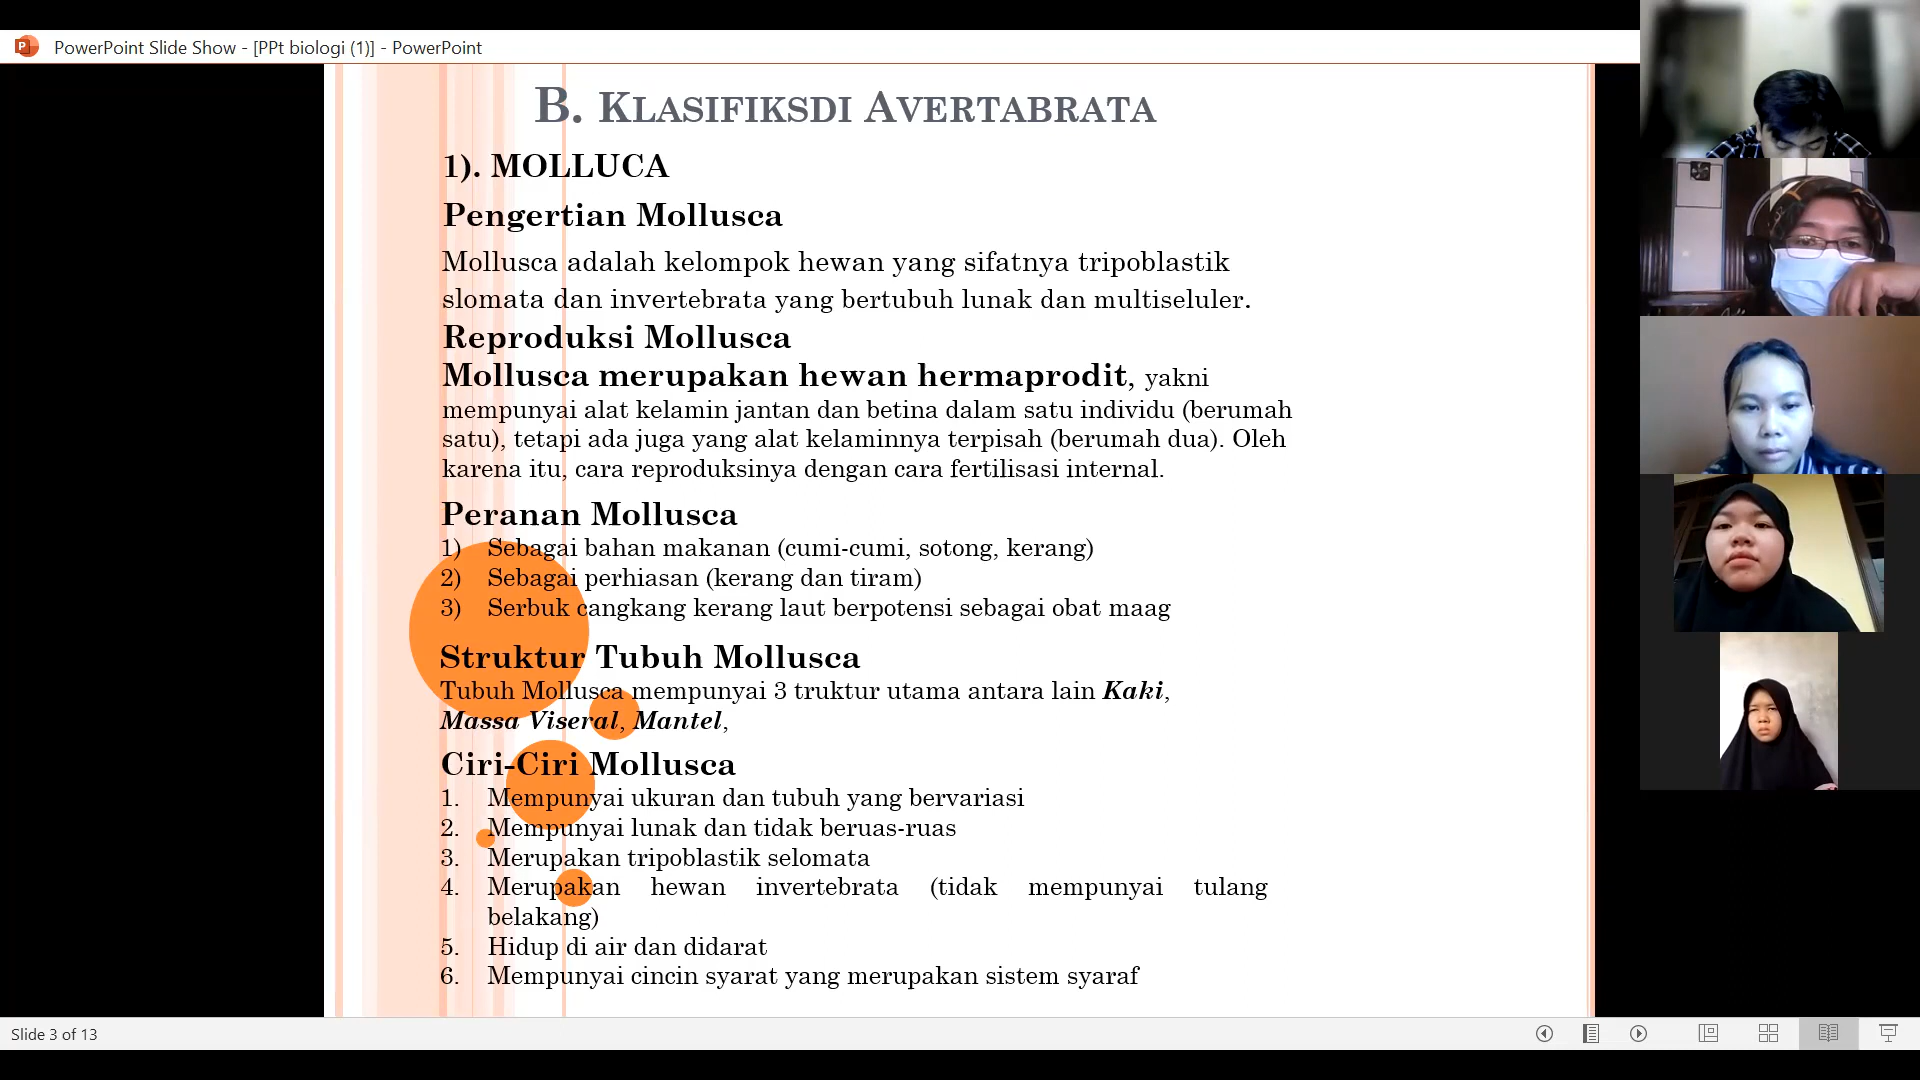 PowerPoint Slide Show - [PPt biologi (1)] - PowerPoint
B. KLASIFIKSDI AVERTABRATA
1). MOLLUCA
Pengertian Mollusca
Mollusca adalah kelompok hewan yang sifatnya tripoblastik
slomata dan invertebrata yang bertubuh lunak dan multiseluler.
Reproduksi Mollusca
Mollusca merupakan hewan hermaprodit, yakni
mempunyai alat kelamin jantan dan betina dalam satu individu (berumah
satu), tetapi ada juga yang alat kelaminnya terpisah (berumah dua). Oleh
karena itu, cara reproduksinya dengan cara fertilisasi internal.
Peranan Mollusca
1) Sebagai bahan makanan (cumi-cumi, sotong, kerang)
2) Sebagai perhiasan (kerang dan tiram)
3) Serbuk cangkang kerang laut berpotensi sebagai obat maag
Struktur Tubuh Mollusca
Tubuh Mollusca mempunyai 3 truktur utama antara lain Kaki,
Massa Viseral, Mantel,
Ciri-Ciri Mollusca
1. Mempunyai ukuran dan tubuh yang bervariasi
2. Mempunyai lunak dan tidak beruas-ruas
3. Merupakan tripoblastik selomata
4. Merupakan hewan invertebrata (tidak mempunyai tulang
belakang)
5. Hidup di air dan didarat
6. Mempunyai cincin syarat yang merupakan sistem syaraf
Slide 3 of 13